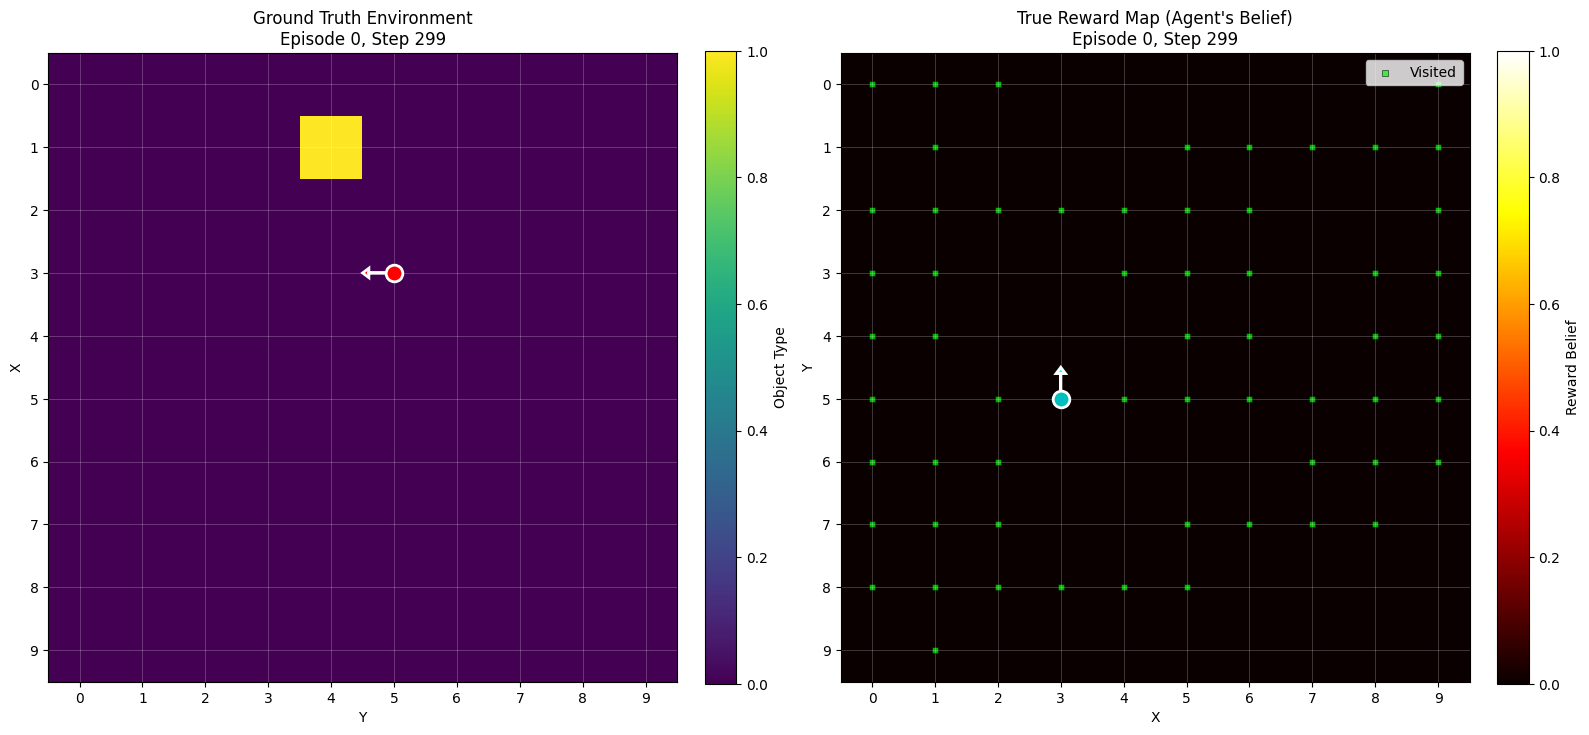 Ground Truth Environment
Episode 0, Step 299
0
1
2
3
4
5
6
7
8
9
X
0 1 2 3 4 5 6 7 8 9
Y
1.0
0.8
0.6
0.4
0.2
0.0
Object Type
True Reward Map (Agent's Belief)
Episode 0, Step 299
Visited
0
1
2
3
4
5
6
7
8
9
Y
0 1 2 3 4 5 6 7 8 9
X
1.0
0.8
0.6
0.4
0.2
0.0
Reward Belief